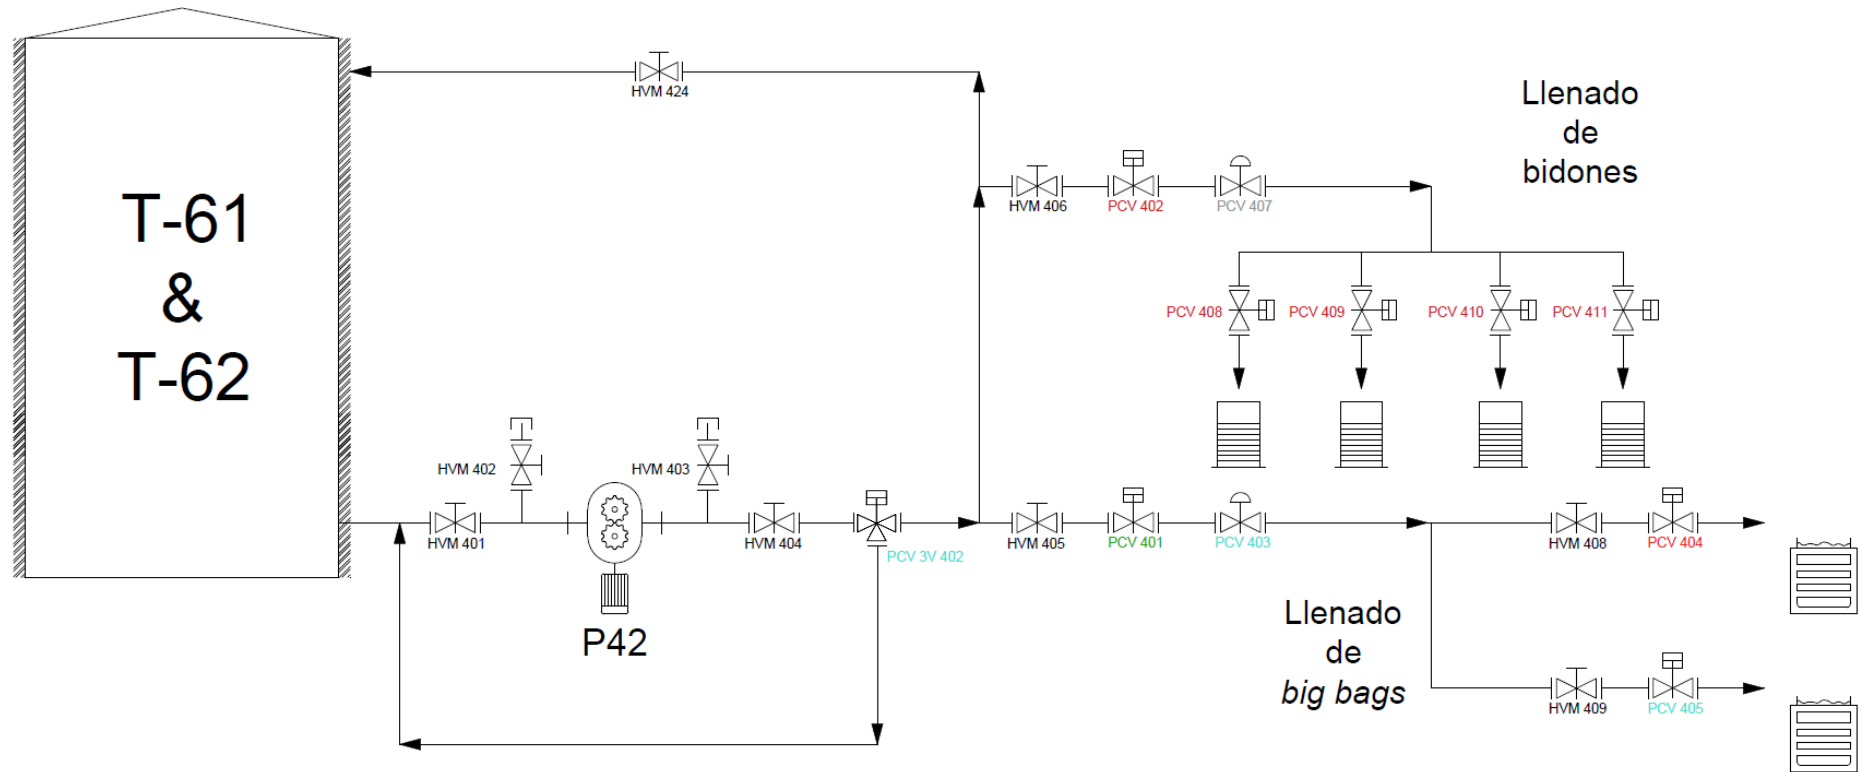 T-61
&
T-62
HVM 424
Llenado
de
bidones
HVM 406
PCV 402
PCV 407
PCV 408
PCV 409
PCV 410
PCV 411
HVM 402
HVM 403
HVM 401
HVM 404
PCV 3V 402
HVM 405
PCV 401
PCV 403
HVM 408
PCV 404
P42
Llenado
de
big bags
HVM 409
PCV 405